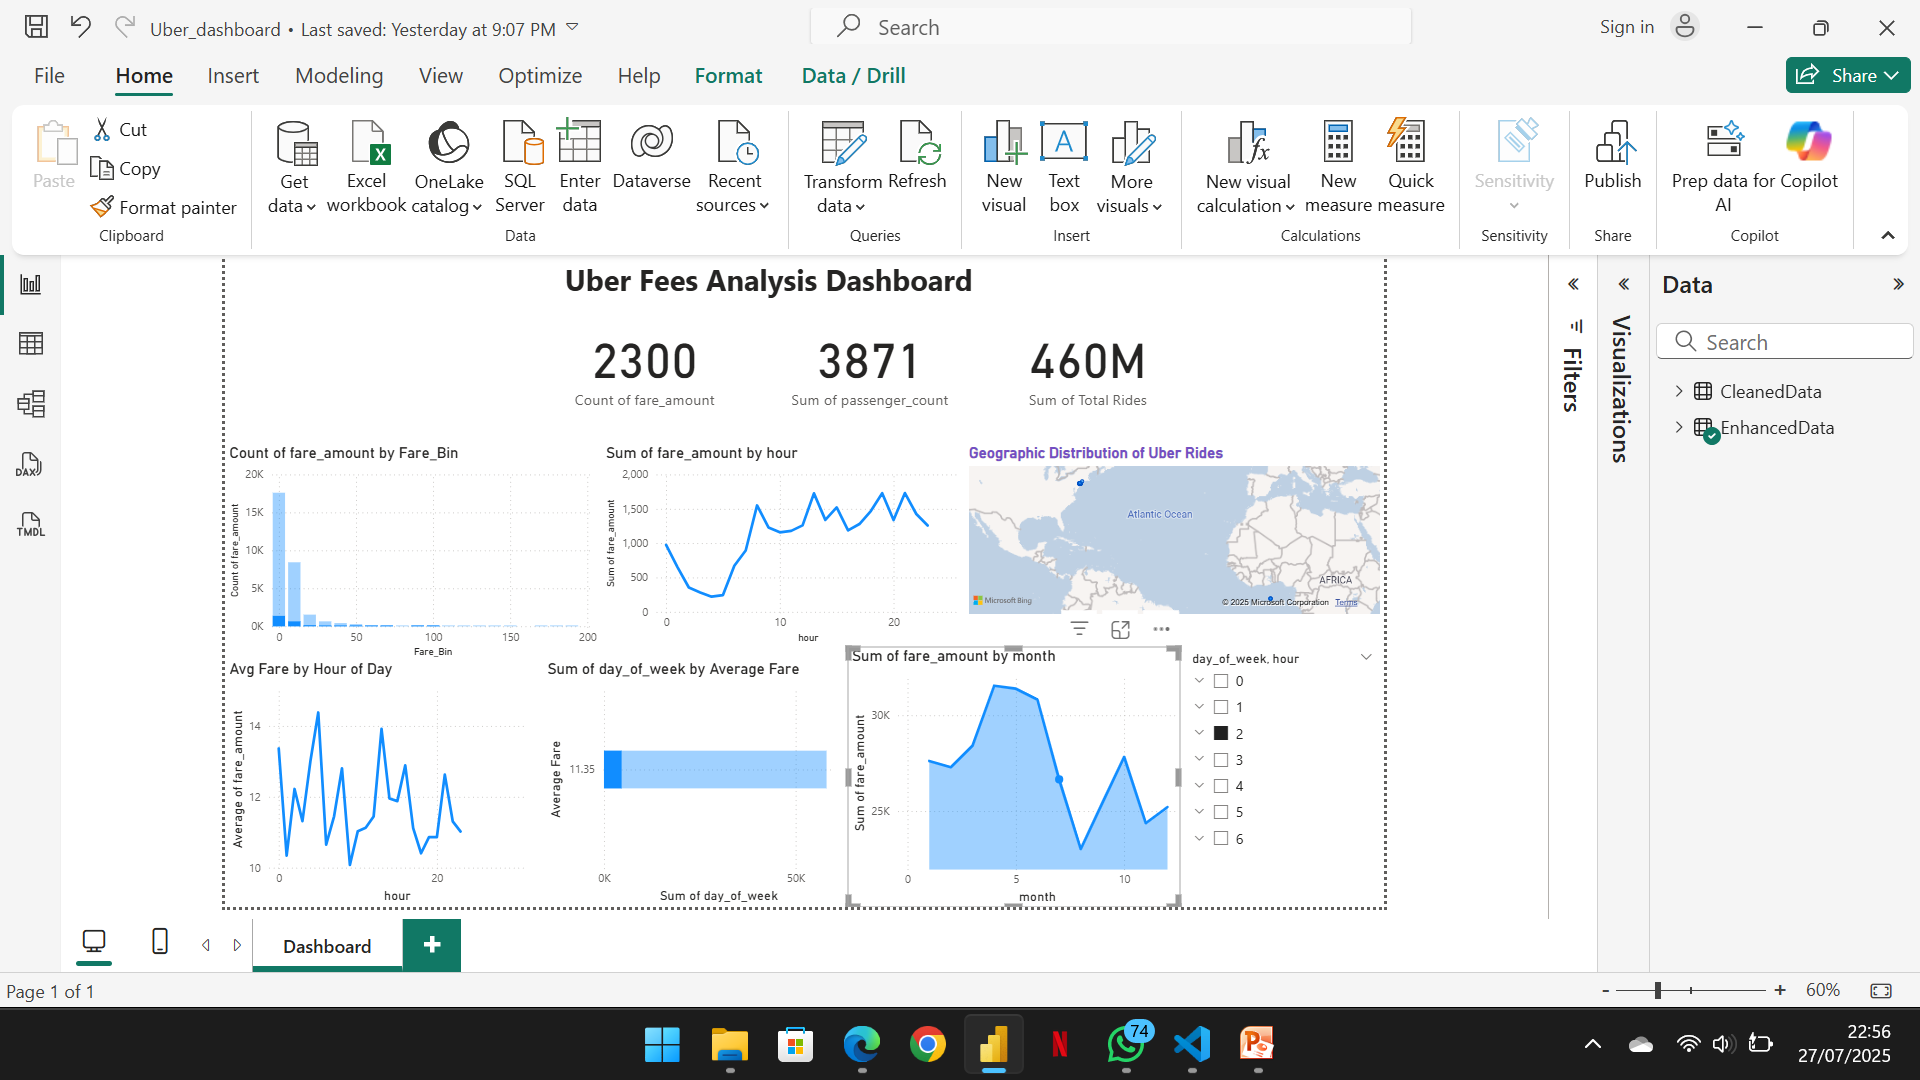 Uber_dashboard • Last saved: Yesterday at 9:07 PM
Search
Sign in
File
Home
Insert
Modeling
View
Optimize
Help
Format
Data / Drill
Share
Paste
Cut
Copy
Format painter
Clipboard
Get data
Excel workbook
OneLake catalog
SQL Server
Enter data
Dataverse
Recent sources
Data
Transform data
Refresh
Queries
New visual
Text box
More visuals
Insert
New visual calculation
New measure
Quick measure
Calculations
Sensitivity
Sensitivity
Publish
Share
Prep data for AI
Copilot
Copilot
DAX
TMDL
Uber Fees Analysis Dashboard
2300
Count of fare_amount
3871
Sum of passenger_count
460M
Sum of Total Rides
Count of fare_amount by Fare_Bin
Count of fare_amount
20K
15K
10K
5K
0K
0
50
100
150
200
Fare_Bin
Sum of fare_amount by hour
Sum of fare_amount
2,000
1,500
1,000
500
0
0
10
20
hour
Geographic Distribution of Uber Rides
Atlantic Ocean
AFRICA
Microsoft Bing
© 2025 Microsoft Corporation Terms
Avg Fare by Hour of Day
Average of fare_amount
14
12
10
0
20
hour
Sum of day_of_week by Average Fare
Average Fare
11.35
0K
50K
Sum of day_of_week
Sum of fare_amount by month
Sum of fare_amount
30K
25K
0
5
10
month
day_of_week, hour
0
1
2
3
4
5
6
Filters
Visualizations
Data
Search
CleanedData
EnhancedData
Dashboard
Page 1 of 1
60%
N
74
22:56
27/07/2025